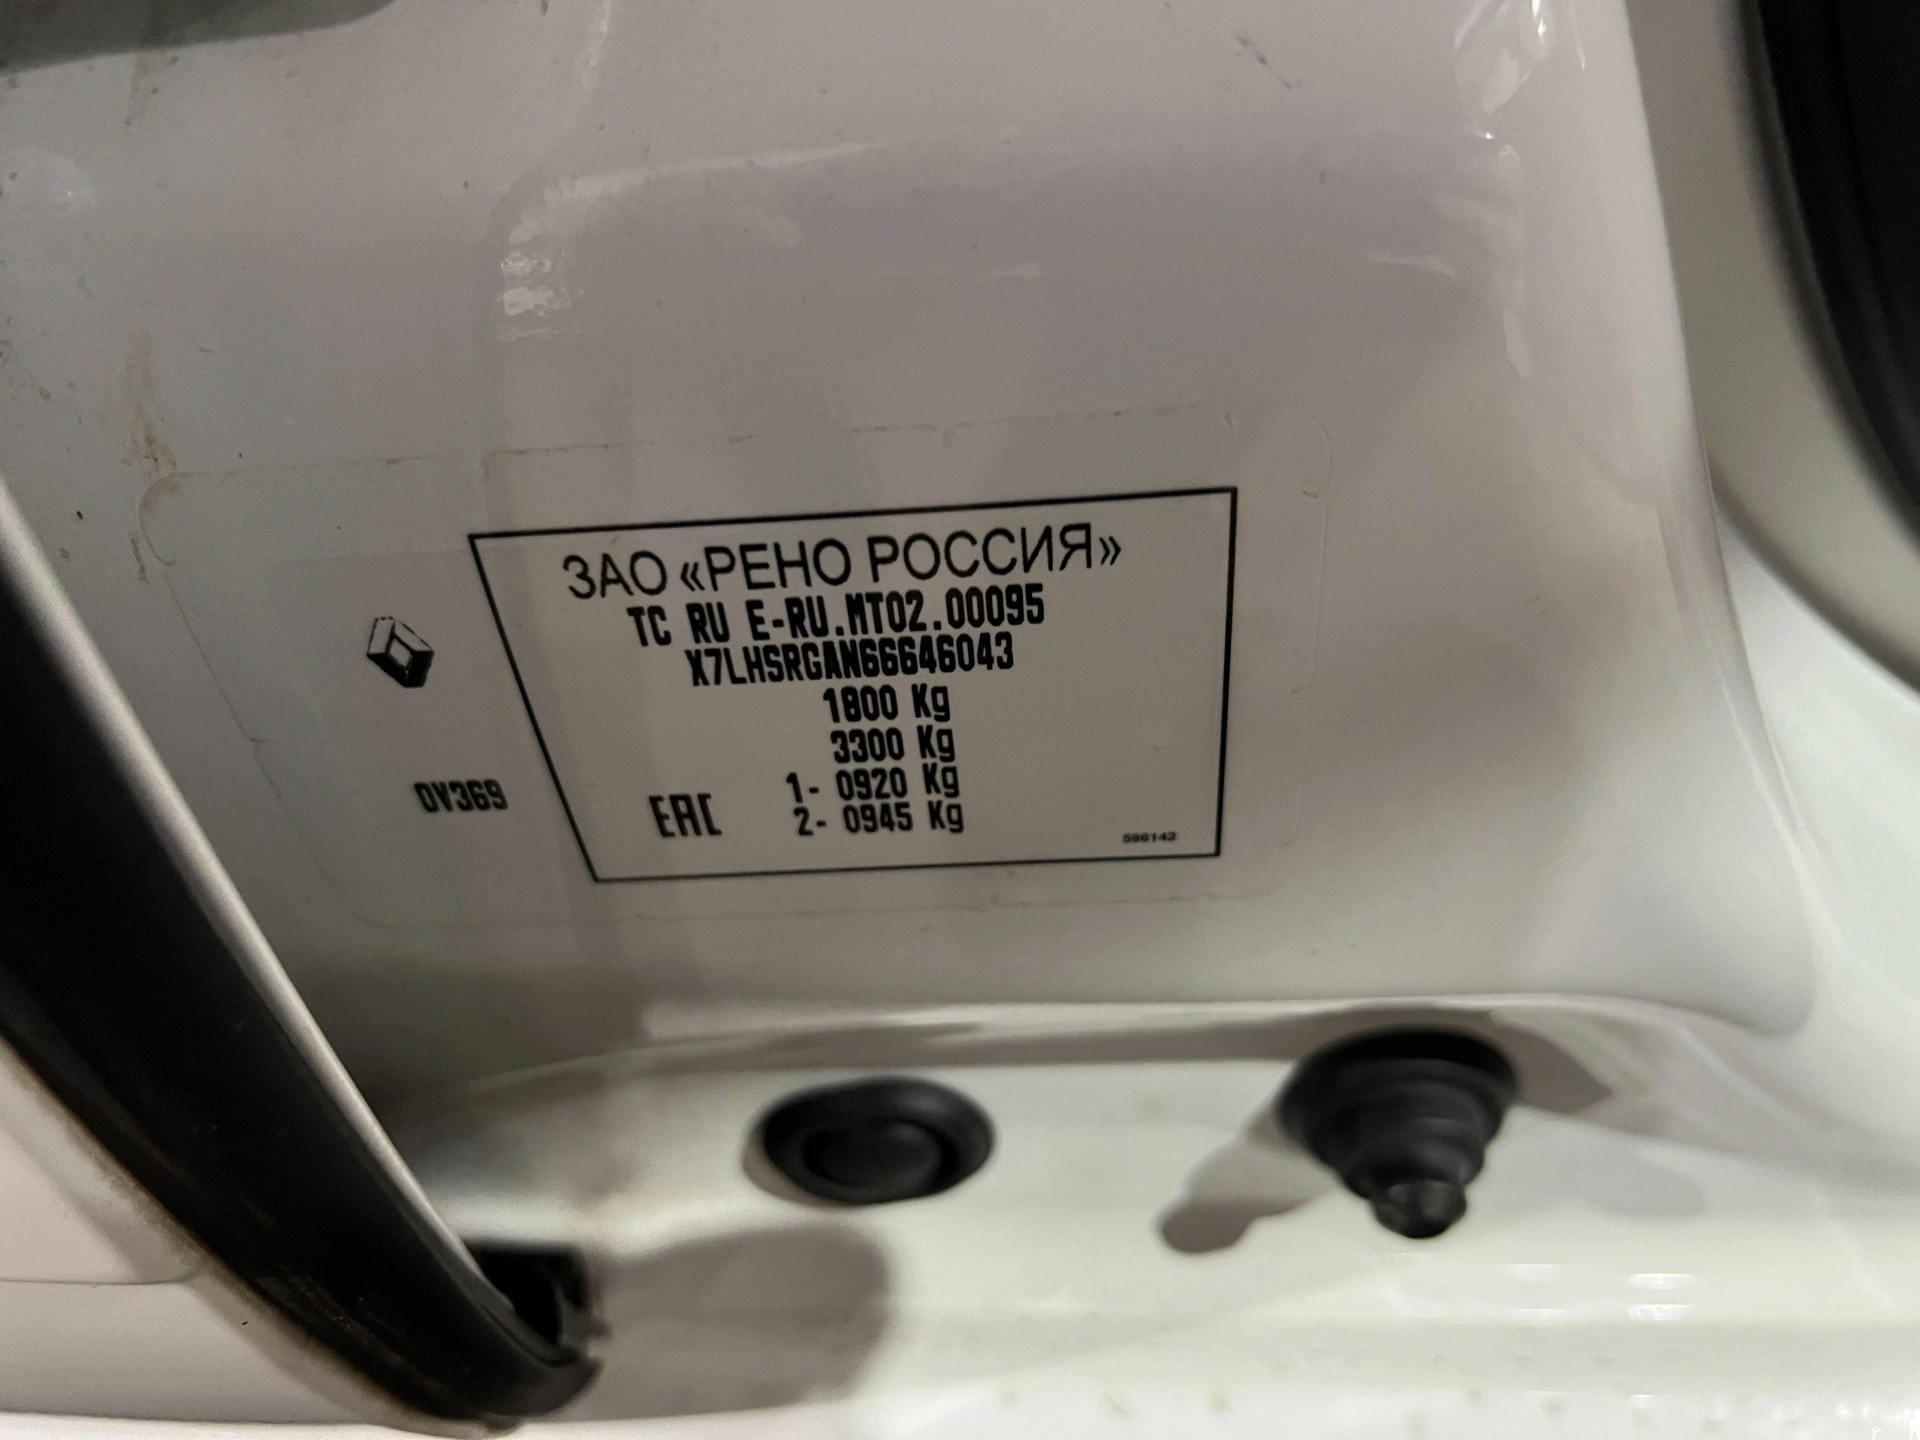 ЗАО «РЕНО РОССИЯ»
TC RU E-RU.MT02.00095
X7LHSRGAN66646043
1800 Kg
3300 Kg
1- 0920 Kg
2- 0945 Kg
EAC
OV369
596142